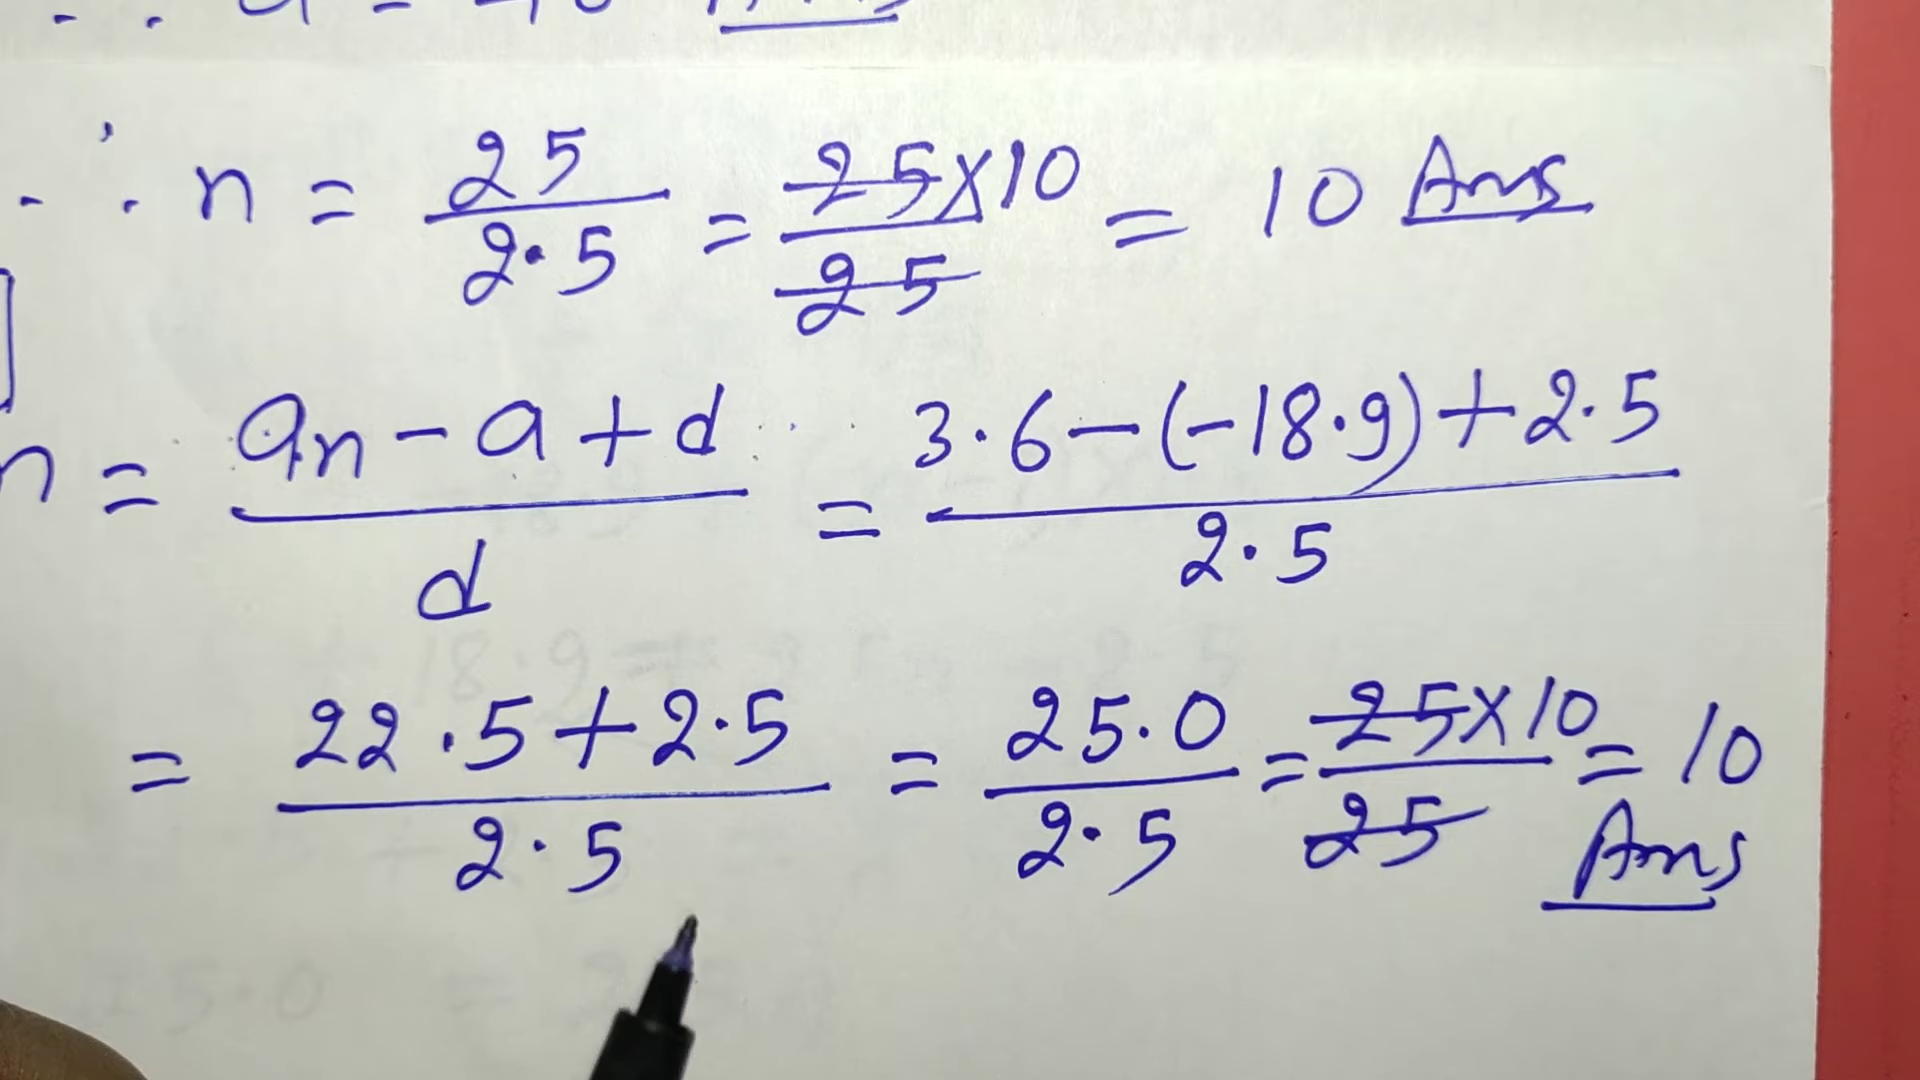 ∴ n = 25/2.5 = 25×10/25 = 10 Ans
n = an-a+d/d = 3.6-(-18.9)+2.5/2.5
= 22.5+2.5/2.5 = 25.0/2.5 = 25×10/25 = 10
Ans